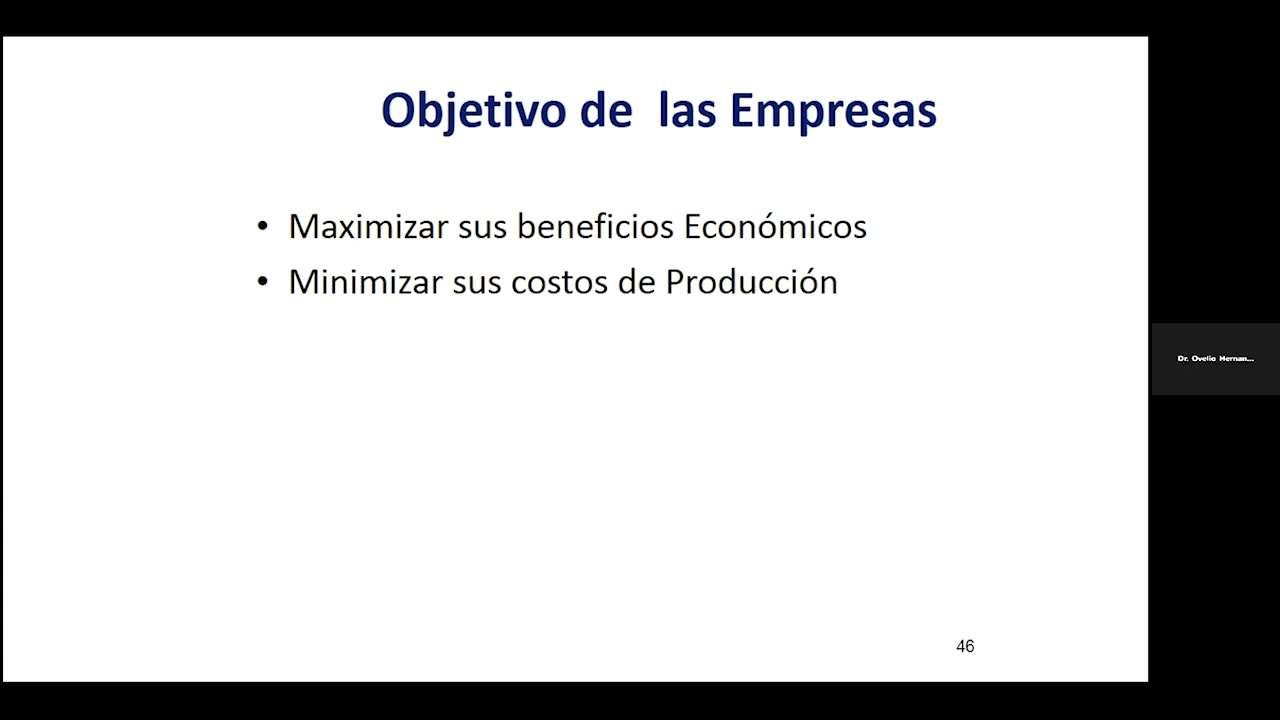 Objetivo de las Empresas
• Maximizar sus beneficios Económicos
• Minimizar sus costos de Producción
Dr. Ovelio Hernan...
46